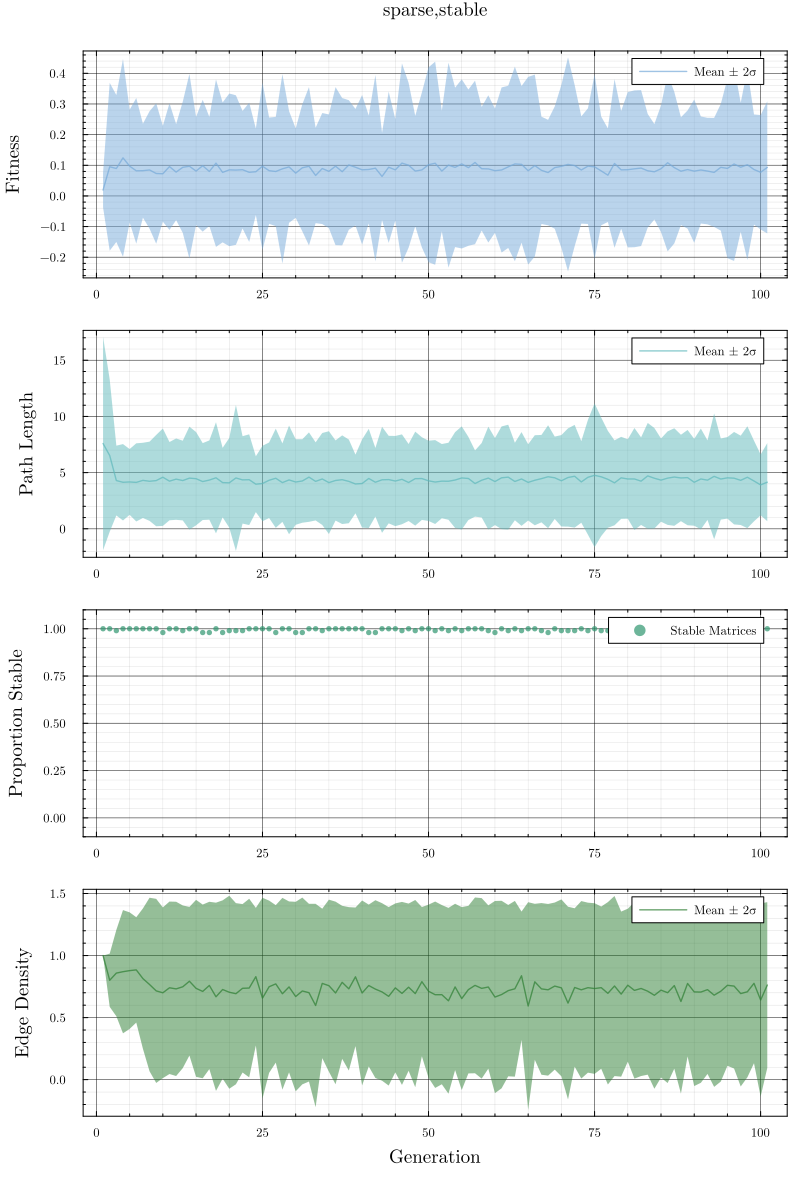 sparse,stable
Fitness
Mean ± 2σ
0.4
0.3
0.2
0.1
0.0
−0.1
−0.2
0 25 50 75 100
Path Length
Mean ± 2σ
15
10
5
0
0 25 50 75 100
Proportion Stable
Stable Matrices
1.00
0.75
0.50
0.25
0.00
0 25 50 75 100
Edge Density
Mean ± 2σ
1.5
1.0
0.5
0.0
0 25 50 75 100
Generation